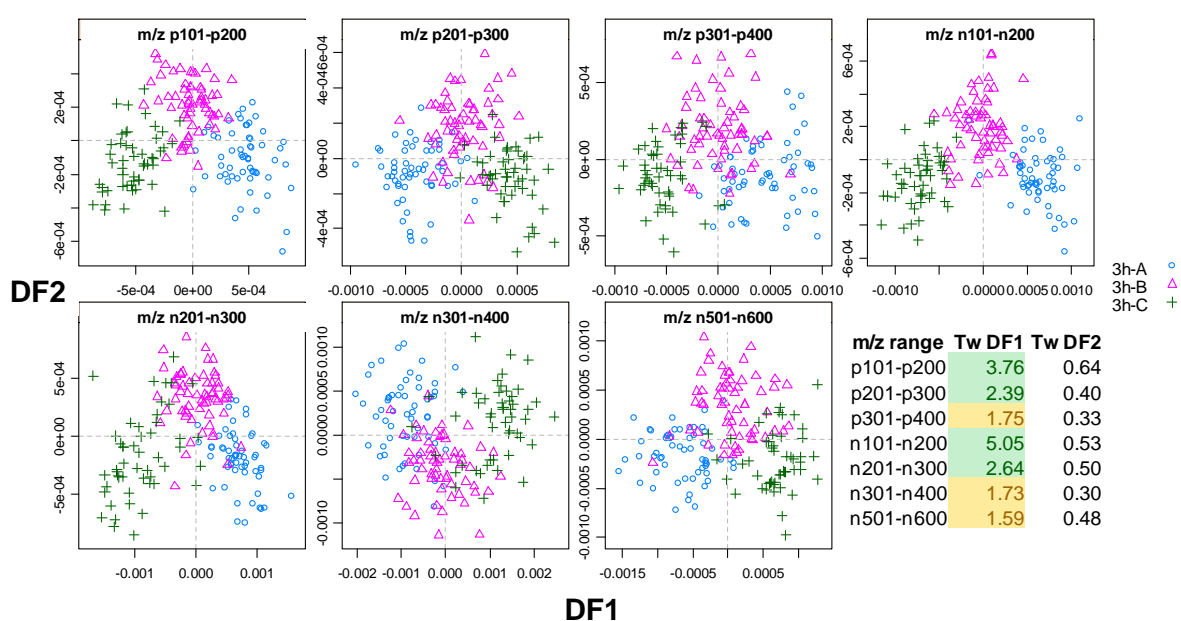 m/z p101-p200
m/z p201-p300
m/z p301-p400
m/z n101-n200
-6e-04 -2e-04 2e-04
-4e-04 0e+00 4e-04 6e-04
-5e-04 0e+00 5e-04
-6e-04 -2e-04 2e-04 6e-04
-5e-04 0e+00 5e-04
-0.0010 -0.0005 0.0000 0.0005
-0.0010 -0.0005 0.0000 0.0005 0.0010
-0.0010 0.0000 0.0005 0.0010
DF2
3h-A
3h-B
3h-C
m/z n201-n300
m/z n301-n400
m/z n501-n600
-5e-04 0e+00 5e-04
-0.0010 0.0000 0.0005 0.0010
-0.0010 -0.0005 0.0000 0.0005 0.0010
-0.001 0.000 0.001
-0.002 -0.001 0.000 0.001 0.002
-0.0015 -0.0005 0.0005
DF1
m/z range Tw DF1 Tw DF2
p101-p200 3.76 0.64
p201-p300 2.39 0.40
p301-p400 1.75 0.33
n101-n200 5.05 0.53
n201-n300 2.64 0.50
n301-n400 1.73 0.30
n501-n600 1.59 0.48